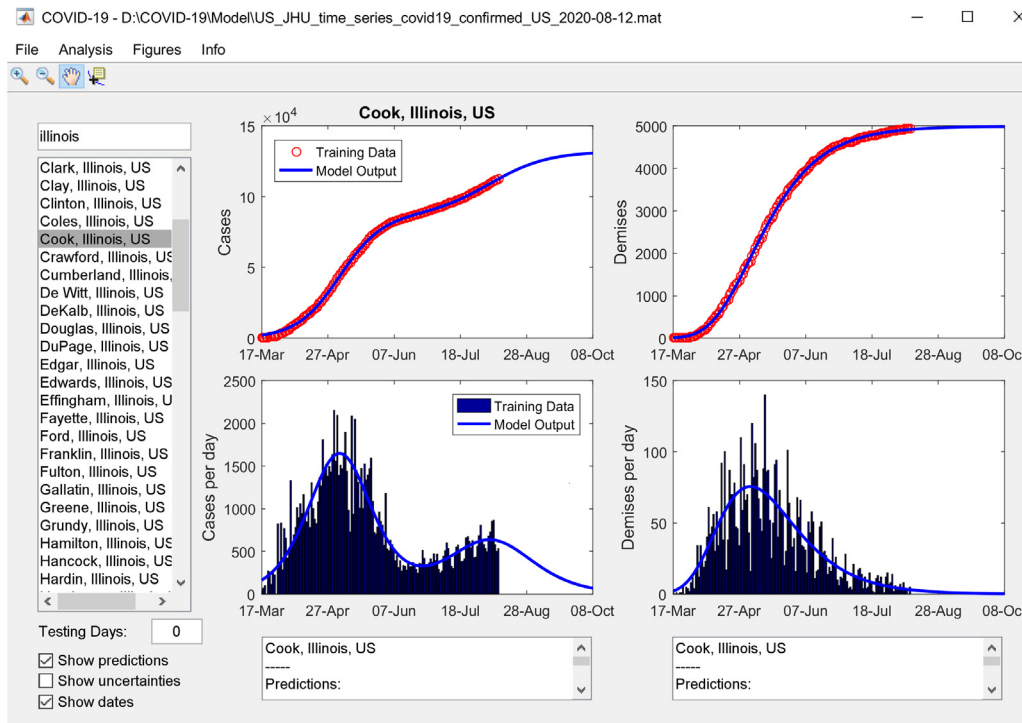 COVID-19 - D:\COVID-19\Model\US_JHU_time_series_covid19_confirmed_US_2020-08-12.mat
File Analysis Figures Info
illinois
Clark, Illinois, US
Clay, Illinois, US
Clinton, Illinois, US
Coles, Illinois, US
Cook, Illinois, US
Crawford, Illinois, US
Cumberland, Illinois,
De Witt, Illinois, US
DeKalb, Illinois, US
Douglas, Illinois, US
DuPage, Illinois, US
Edgar, Illinois, US
Edwards, Illinois, US
Effingham, Illinois, U
Fayette, Illinois, US
Ford, Illinois, US
Franklin, Illinois, US
Fulton, Illinois, US
Gallatin, Illinois, US
Greene, Illinois, US
Grundy, Illinois, US
Hamilton, Illinois, US
Hancock, Illinois, US
Hardin, Illinois, US
Testing Days: 0
Show predictions
Show uncertainties
Show dates
Cook, Illinois, US
× 10^4
15
10
5
0
Cases
Training Data
Model Output
17-Mar 27-Apr 07-Jun 18-Jul 28-Aug 08-Oct
5000
4000
3000
2000
1000
0
Demises
17-Mar 27-Apr 07-Jun 18-Jul 28-Aug 08-Oc
2500
2000
1500
1000
500
0
Cases per day
Training Data
Model Output
17-Mar 27-Apr 07-Jun 18-Jul 28-Aug 08-Oct
150
100
50
0
Demises per day
17-Mar 27-Apr 07-Jun 18-Jul 28-Aug 08-Oc
Cook, Illinois, US
-----
Predictions:
Cook, Illinois, US
-----
Predictions: